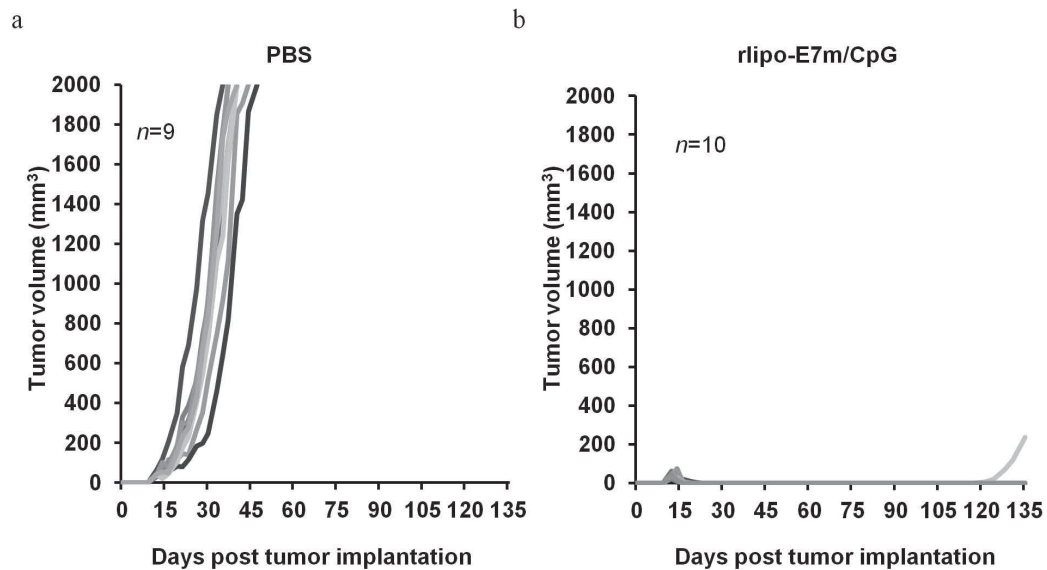 a
PBS
n=9
Tumor volume (mm³)
2000
1800
1600
1400
1200
1000
800
600
400
200
0
0 15 30 45 60 75 90 105 120 135
Days post tumor implantation
b
rlipo-E7m/CpG
n=10
Tumor volume (mm³)
2000
1800
1600
1400
1200
1000
800
600
400
200
0
0 15 30 45 60 75 90 105 120 135
Days post tumor implantation